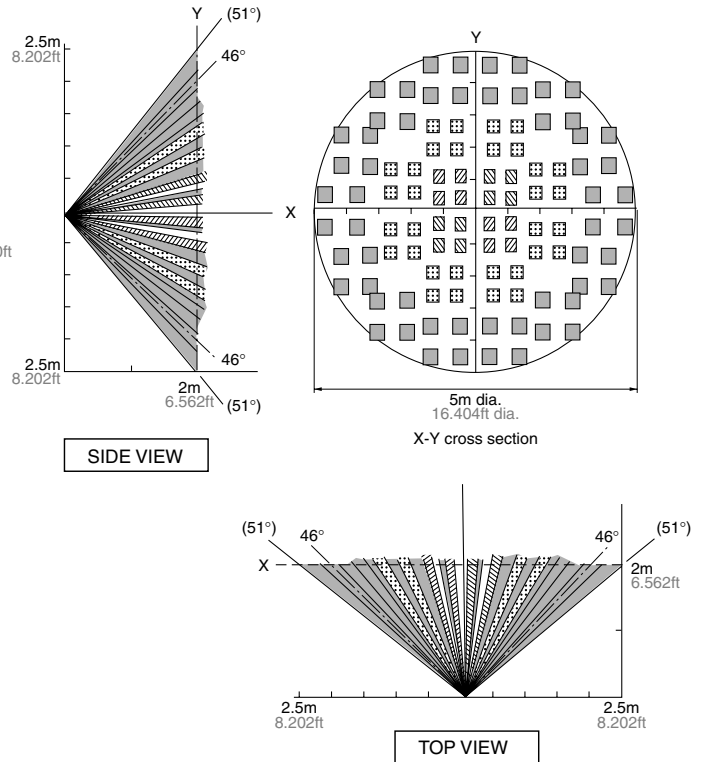 Y
(51°)
2.5m
8.202ft
46°
X
0ft
46°
2.5m
8.202ft
2m
6.562ft
(51°)
SIDE VIEW
Y
5m dia.
16.404ft dia.
X-Y cross section
(51°)
46°
X
46°
(51°)
2m
6.562ft
2.5m
8.202ft
2.5m
8.202ft
TOP VIEW